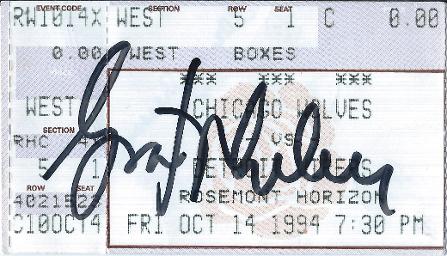 EVENT CODE SECTION ROW SEAT
RW1014X WEST 5 1 C 0.00
0.00 WEST BOXES
*** *** ***
WEST CHICAGO WOLVES
SECTION
RHC VS
5 1 DETROIT
ROW SEAT ROSEMONT HORIZON
C10OCT4 FRI OCT 14 1994 7:30 PM